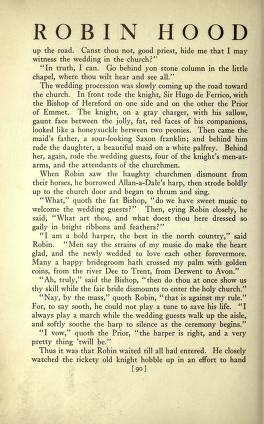 ROBIN HOOD
up the road. Canst thou not, good priest, hide me that I may
witness the wedding in the church?"
"In truth, I can. Go behind yon stone column in the little
chapel, where thou wilt hear and see all."
The wedding procession was slowly coming up the road toward
the church. In front rode the knight, Sir Hugo de Ferrico, with
the Bishop of Hereford on one side and on the other the Prior
of Emmet. The knight, on a gray charger, with his sallow,
gaunt face between the jolly, fat, red faces of his companions,
looked like a honeysuckle between two peonies. Then came the
maid's father, a sour-looking Saxon franklin; and behind him
rode the daughter, a beautiful maid on a white palfrey. Behind
her, again, rode the wedding guests, four of the knight's men-at-
arms, and the attendants of the churchmen.
When Robin saw the haughty churchmen dismount from
their horses, he borrowed Allan-a-Dale's harp, then strode boldly
up to the church door and began to thrum and sing.
"What," quoth the fat Bishop, "do we have sweet music to
welcome the wedding guests?" Then, eying Robin closely, he
said, "What art thou, and what dost thou here dressed so
gaily in bright ribbons and feathers?"
"I am a bold harper, the best in the north country," said
Robin. "Men say the strains of my music do make the heart
glad, and the newly wedded to love each other forevermore.
Many a happy bridegroom hath crossed my palm with golden
coins, from the river Dee to Trent, from Derwent to Avon."
"Ah, truly," said the Bishop, "then do thou at once show us
thy skill while the fair bride dismounts to enter the holy church."
"Nay, by the mass," quoth Robin, "that is against my rule."
For, to say sooth, he could not play a tune to save his life. "I
always play a march while the wedding guests walk up the aisle,
and softly soothe the harp to silence as the ceremony begins."
"I vow," quoth the Prior, "the harper is right, and a very
pretty thing 'twill be."
Thus it was that Robin waited till all had entered. He closely
watched the rickety old knight hobble up in an effort to hand
[90]